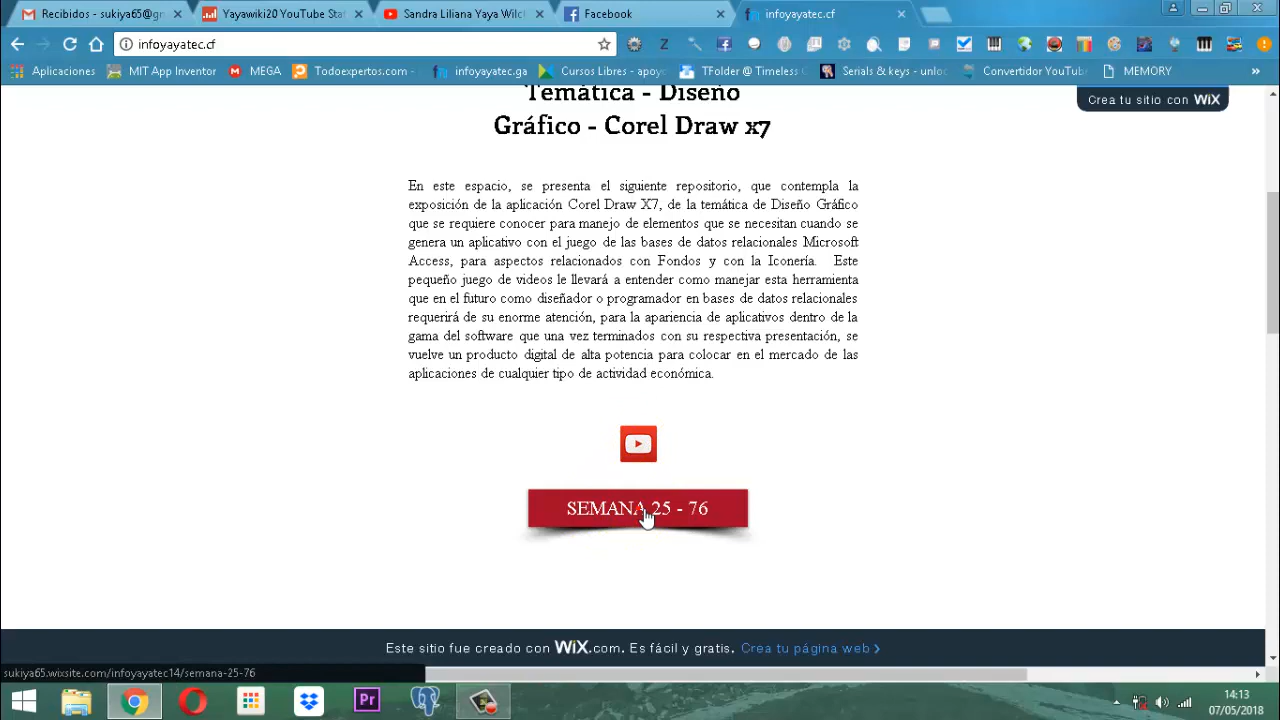 Recibidos - sukiya65@gm
Yayawiki20 YouTube Stat
Sandra Liliana Yaya Wilch
Facebook
infoyayatec.cf
infoyayatec.cf
Aplicaciones
MIT App Inventor
MEGA
Todoexpertos.com -
infoyayatec.ga
Cursos Libres - apoyo
TFolder @ Timeless
Serials & keys - unloc
Convertidor YouTub
MEMORY
»
Temática - Diseño
Gráfico - Corel Draw x7
Crea tu sitio con WiX
En este espacio, se presenta el siguiente repositorio, que contempla la
exposición de la aplicación Corel Draw X7, de la temática de Diseño Gráfico
que se requiere conocer para manejo de elementos que se necesitan cuando se
genera un aplicativo con el juego de las bases de datos relacionales Microsoft
Access, para aspectos relacionados con Fondos y con la Iconería. Este
pequeño juego de videos le llevará a entender como manejar esta herramienta
que en el futuro como diseñador o programador en bases de datos relacionales
requerirá de su enorme atención, para la apariencia de aplicativos dentro de la
gama del software que una vez terminados con su respectiva presentación, se
vuelve un producto digital de alta potencia para colocar en el mercado de las
aplicaciones de cualquier tipo de actividad económica.
SEMANA 25 - 76
Este sitio fue creado con WiX.com. Es fácil y gratis. Crea tu página web >
sukiya65.wixsite.com/infoyayatec14/semana-25-76
Pr
14:13
07/05/2018